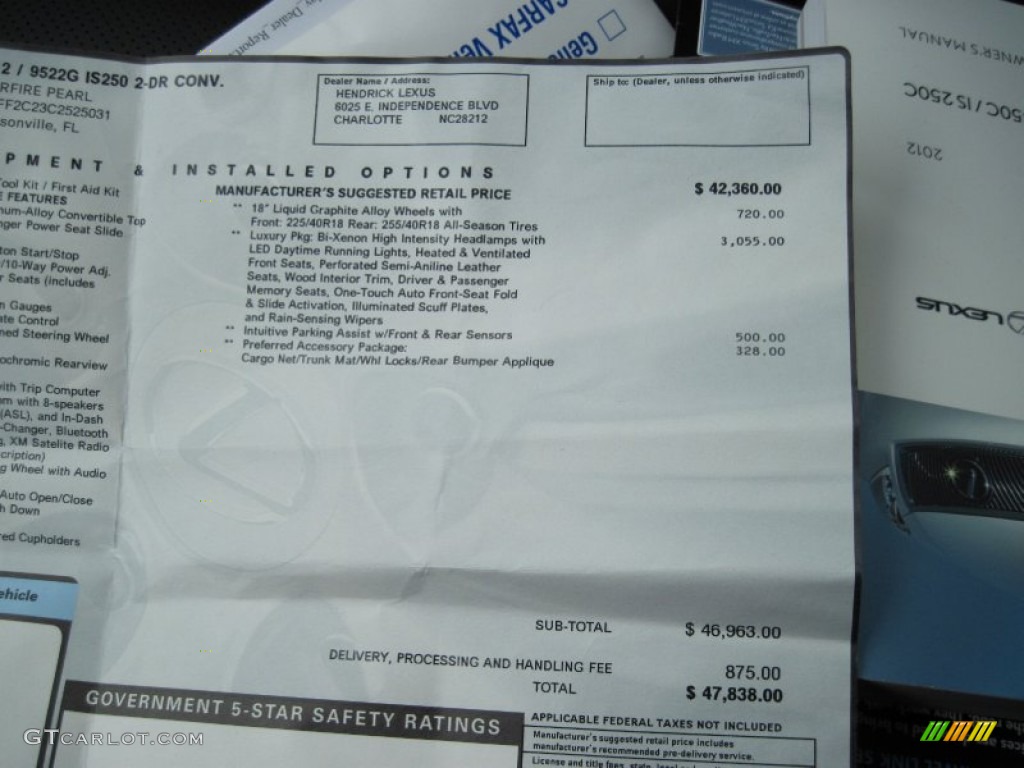 CARFAX Ve
2 / 9522G IS250 2-DR CONV.
RFIRE PEARL
FF2C23C2525031
sonville, FL
Dealer Name / Address:
HENDRICK LEXUS
6025 E. INDEPENDENCE BLVD
CHARLOTTE NC28212
Ship to: (Dealer, unless otherwise indicated)
PMENT & INSTALLED OPTIONS
ool Kit / First Aid Kit
E FEATURES
num-Alloy Convertible Top
nger Power Seat Slide
ton Start/Stop
/10-Way Power Adj.
r Seats (includes
n Gauges
ate Control
ned Steering Wheel
ochromic Rearview
ith Trip Computer
m with 8-speakers
(ASL), and In-Dash
-Changer, Bluetooth
s, XM Satelite Radio
cription)
g Wheel with Audio
Auto Open/Close
h Down
red Cupholders
ehicle
MANUFACTURER'S SUGGESTED RETAIL PRICE $ 42,360.00
** 18" Liquid Graphite Alloy Wheels with 720.00
Front: 225/40R18 Rear: 255/40R18 All-Season Tires
** Luxury Pkg: Bi-Xenon High Intensity Headlamps with 3,055.00
LED Daytime Running Lights, Heated & Ventilated
Front Seats, Perforated Semi-Aniline Leather
Seats, Wood Interior Trim, Driver & Passenger
Memory Seats, One-Touch Auto Front-Seat Fold
& Slide Activation, Illuminated Scuff Plates,
and Rain-Sensing Wipers
** Intuitive Parking Assist w/Front & Rear Sensors 500.00
** Preferred Accessory Package: 328.00
Cargo Net/Trunk Mat/Whl Locks/Rear Bumper Applique
SUB-TOTAL $ 46,963.00
DELIVERY, PROCESSING AND HANDLING FEE 875.00
TOTAL $ 47,838.00
GOVERNMENT 5-STAR SAFETY RATINGS
APPLICABLE FEDERAL TAXES NOT INCLUDED
Manufacturer's suggested retail price includes
manufacturer's recommended pre-delivery service.
License and title fees, state,
WNER'S MANUAL
50C / IS 250C
2012
LEXUS
GTCARLOT.COM